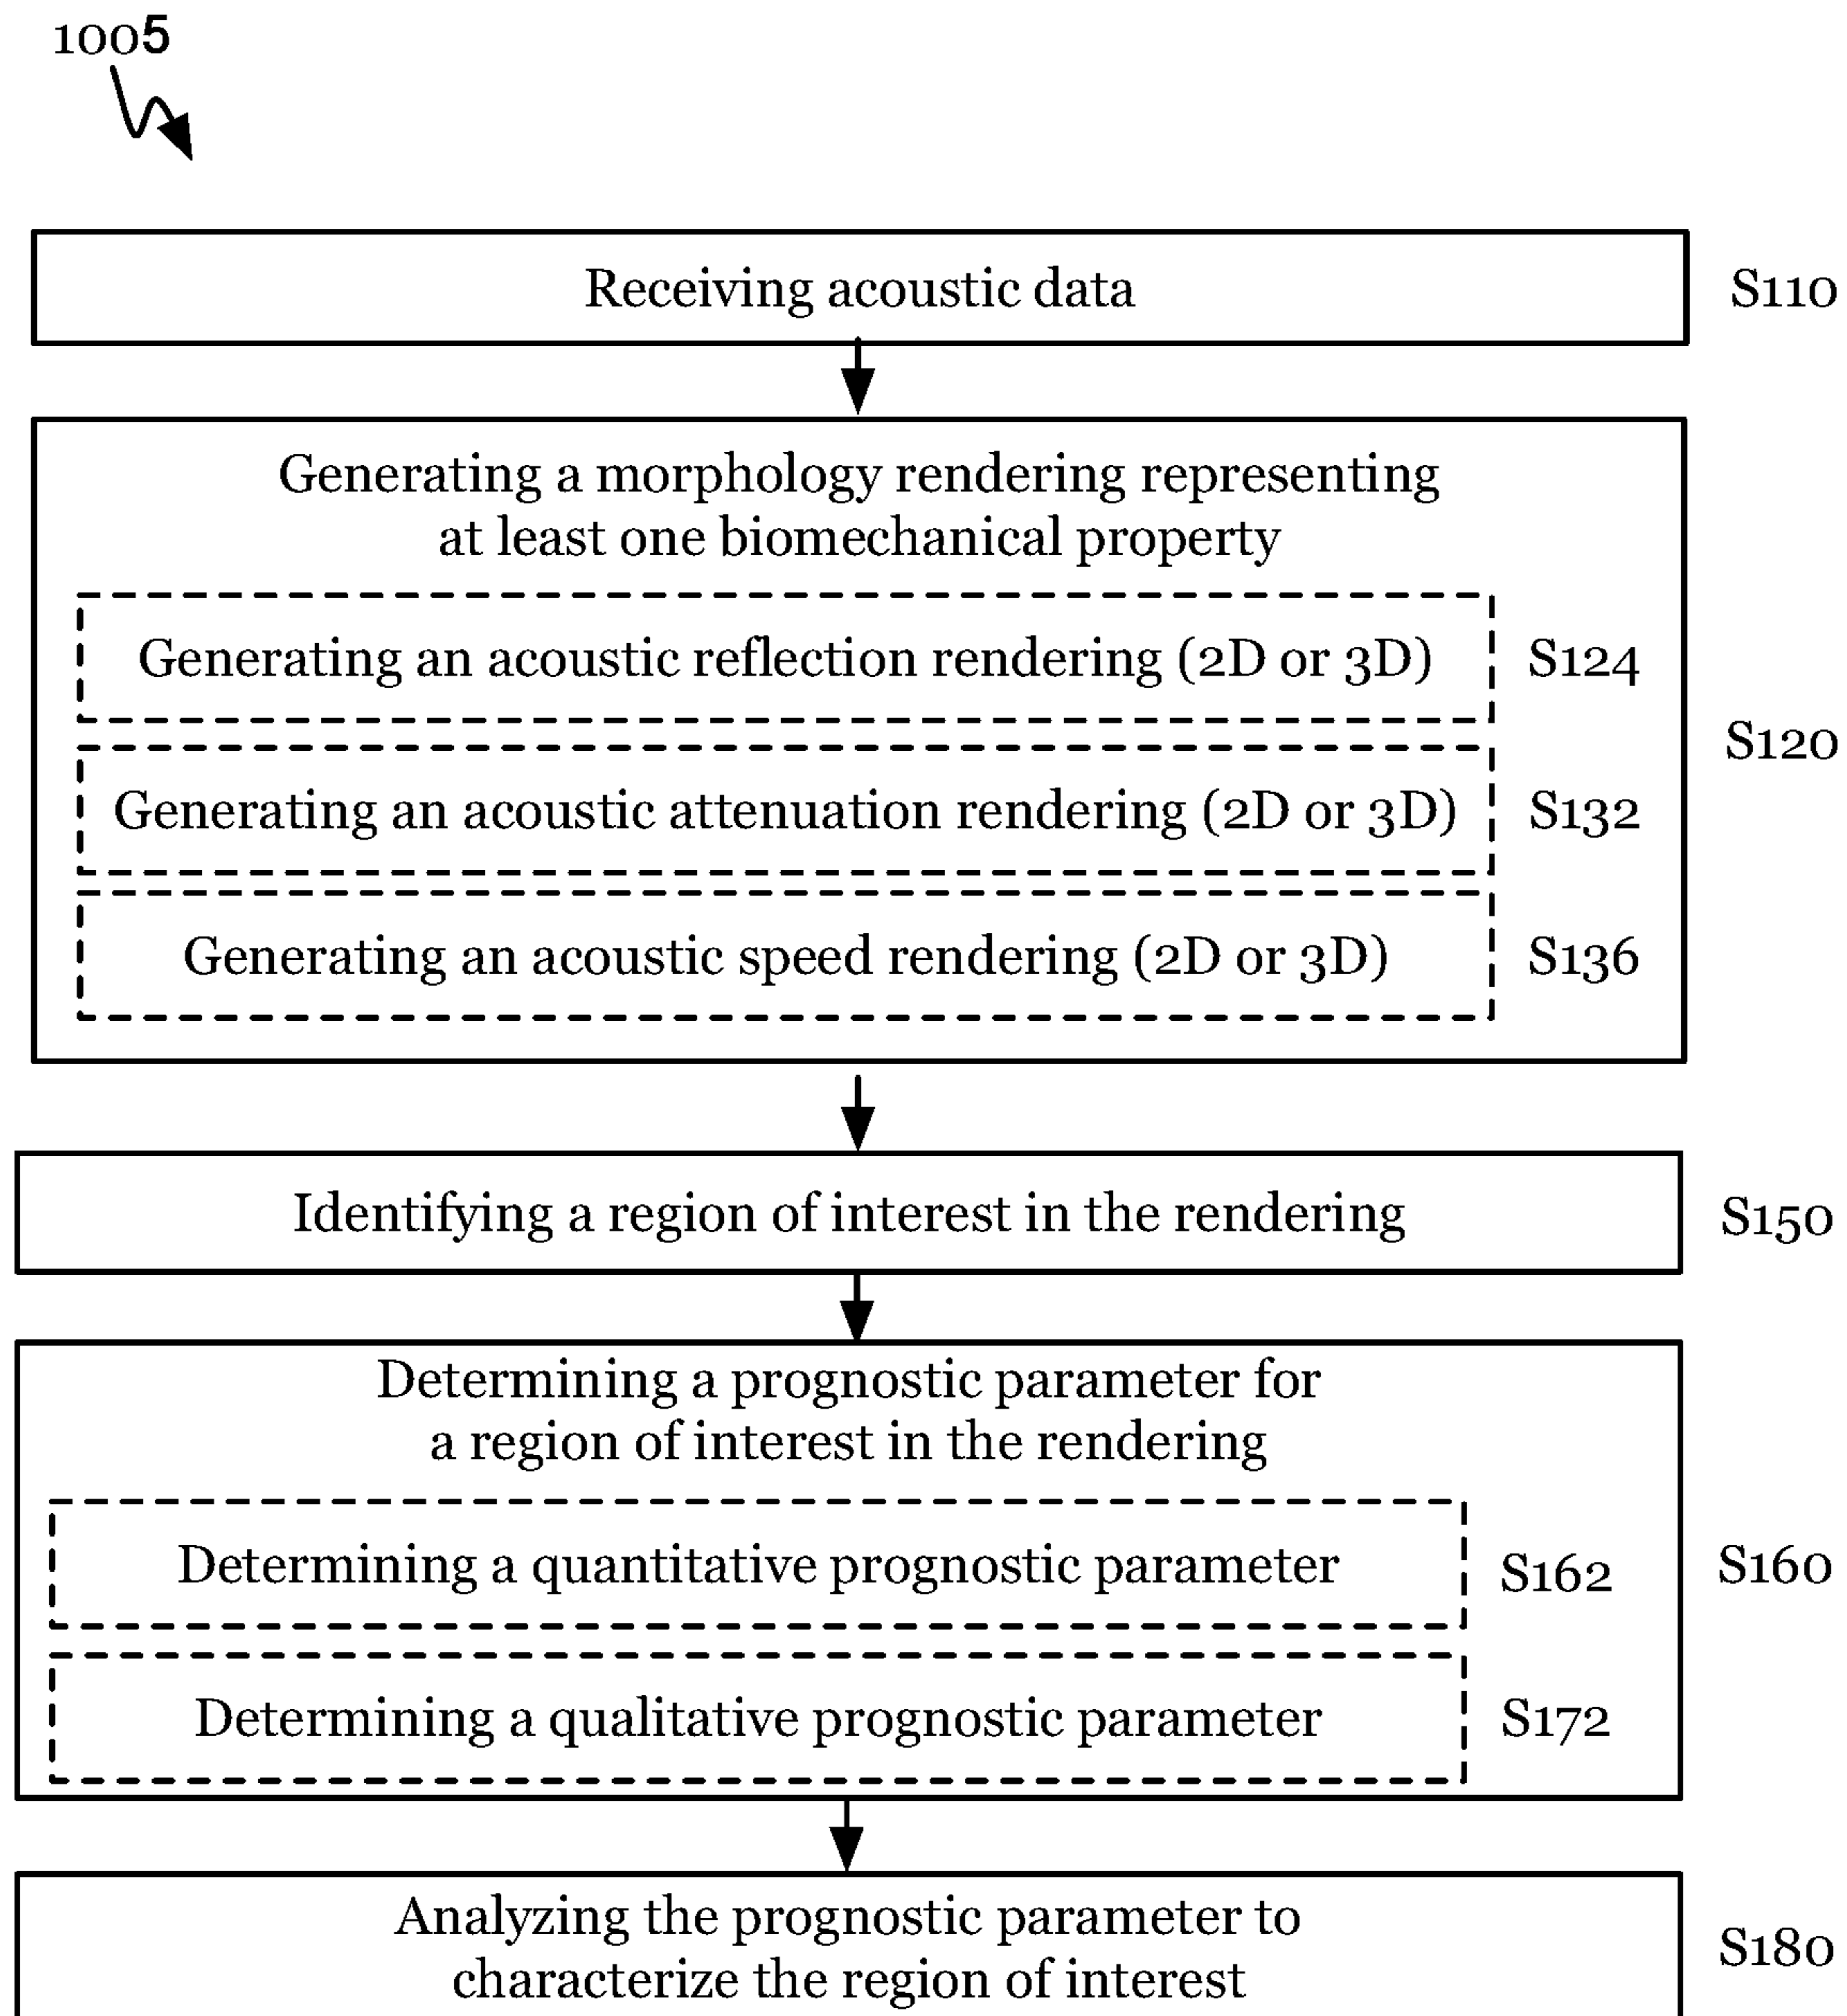 1005
Receiving acoustic data
S110
Generating a morphology rendering representing
at least one biomechanical property
Generating an acoustic reflection rendering (2D or 3D)
S124
S120
Generating an acoustic attenuation rendering (2D or 3D)
S132
Generating an acoustic speed rendering (2D or 3D)
S136
Identifying a region of interest in the rendering
S150
Determining a prognostic parameter for
a region of interest in the rendering
Determining a quantitative prognostic parameter
S162
S160
Determining a qualitative prognostic parameter
S172
Analyzing the prognostic parameter to
characterize the region of interest
S180